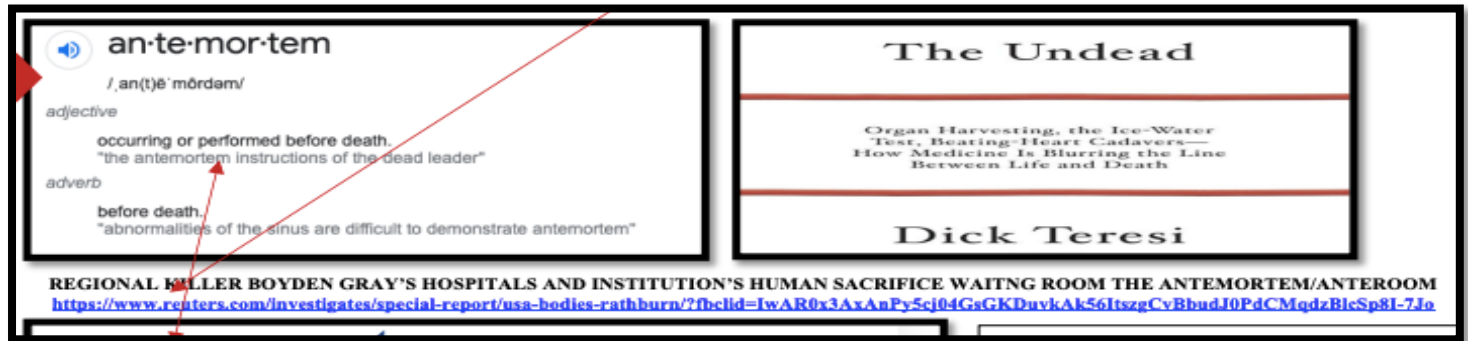 an·te·mor·tem
/ˌan(t)ēˈmôrdəm/
adjective
occurring or performed before death.
"the antemortem instructions of the dead leader"
adverb
before death.
"abnormalities of the sinus are difficult to demonstrate antemortem"
The Undead
Organ Harvesting, the Ice-Water
Test, Beating-Heart Cadavers—
How Medicine Is Blurring the Line
Between Life and Death
Dick Teresi
REGIONAL KILLER BOYDEN GRAY'S HOSPITALS AND INSTITUTION'S HUMAN SACRIFICE WAITNG ROOM THE ANTEMORTEM/ANTEROOM
https://www.reuters.com/investigates/special-report/usa-bodies-rathburn/?fbclid=IwAR0x3AxAnPy5cj04GsGKDuvkAk56ItszgCvBbudJ0PdCMqdzBlcSp8I-7Jo